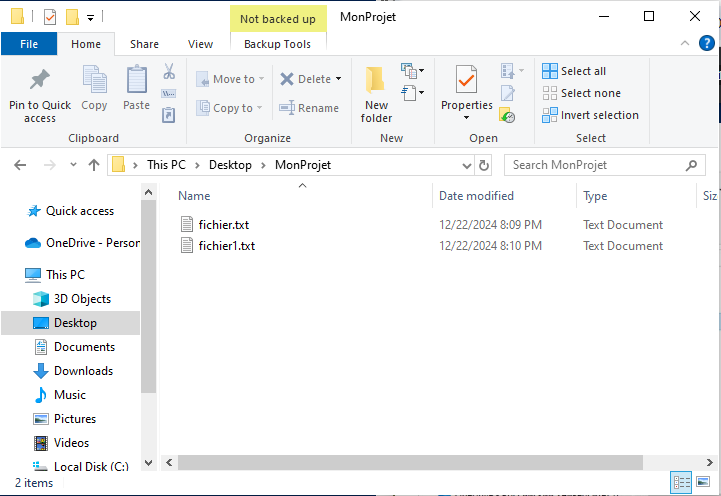 Not backed up
MonProjet
File
Home
Share
View
Backup Tools
Pin to Quick access
Copy
Paste
Move to
Copy to
Delete
Rename
New folder
Properties
Select all
Select none
Invert selection
Clipboard
Organize
New
Open
Select
This PC > Desktop > MonProjet
Search MonProjet
Name
Date modified
Type
Siz
fichier.txt 12/22/2024 8:09 PM Text Document
fichier1.txt 12/22/2024 8:10 PM Text Document
Quick access
OneDrive - Person
This PC
3D Objects
Desktop
Documents
Downloads
Music
Pictures
Videos
Local Disk (C:)
2 items